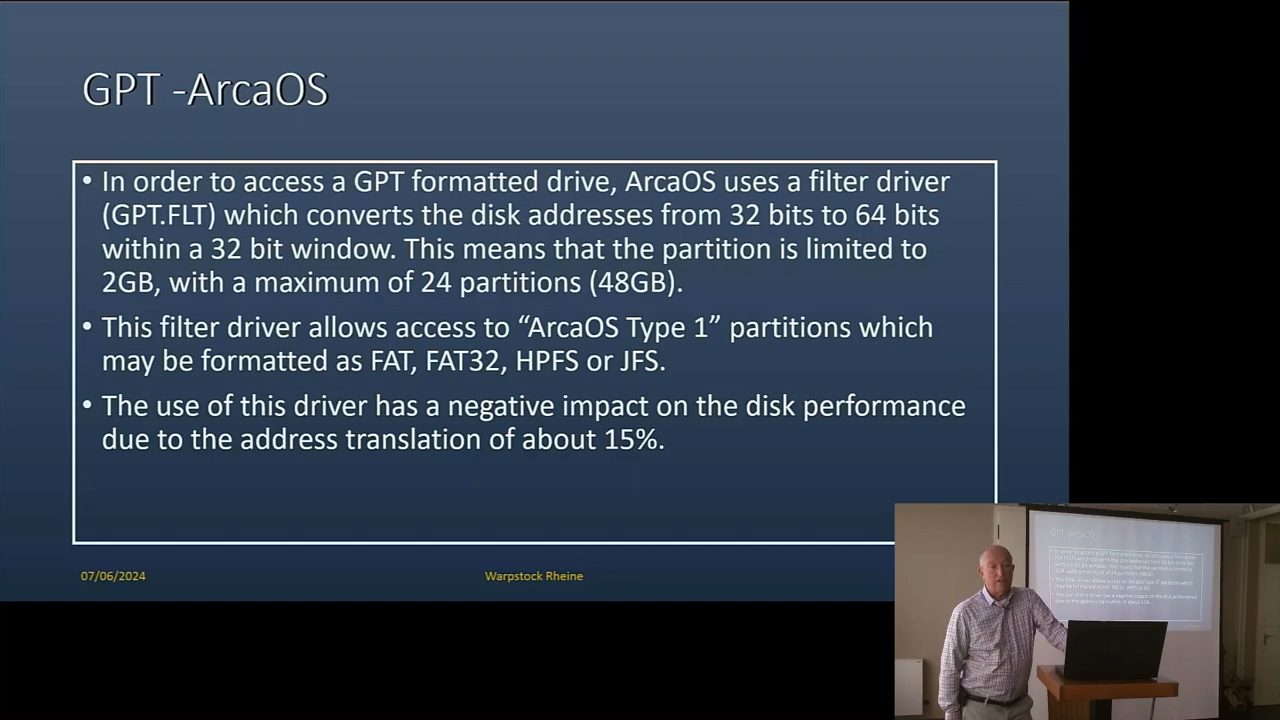 GPT -ArcaOS
• In order to access a GPT formatted drive, ArcaOS uses a filter driver
(GPT.FLT) which converts the disk addresses from 32 bits to 64 bits
within a 32 bit window. This means that the partition is limited to
2GB, with a maximum of 24 partitions (48GB).
• This filter driver allows access to “ArcaOS Type 1” partitions which
may be formatted as FAT, FAT32, HPFS or JFS.
• The use of this driver has a negative impact on the disk performance
due to the address translation of about 15%.
07/06/2024
Warpstock Rheine
GPT -ArcaOS